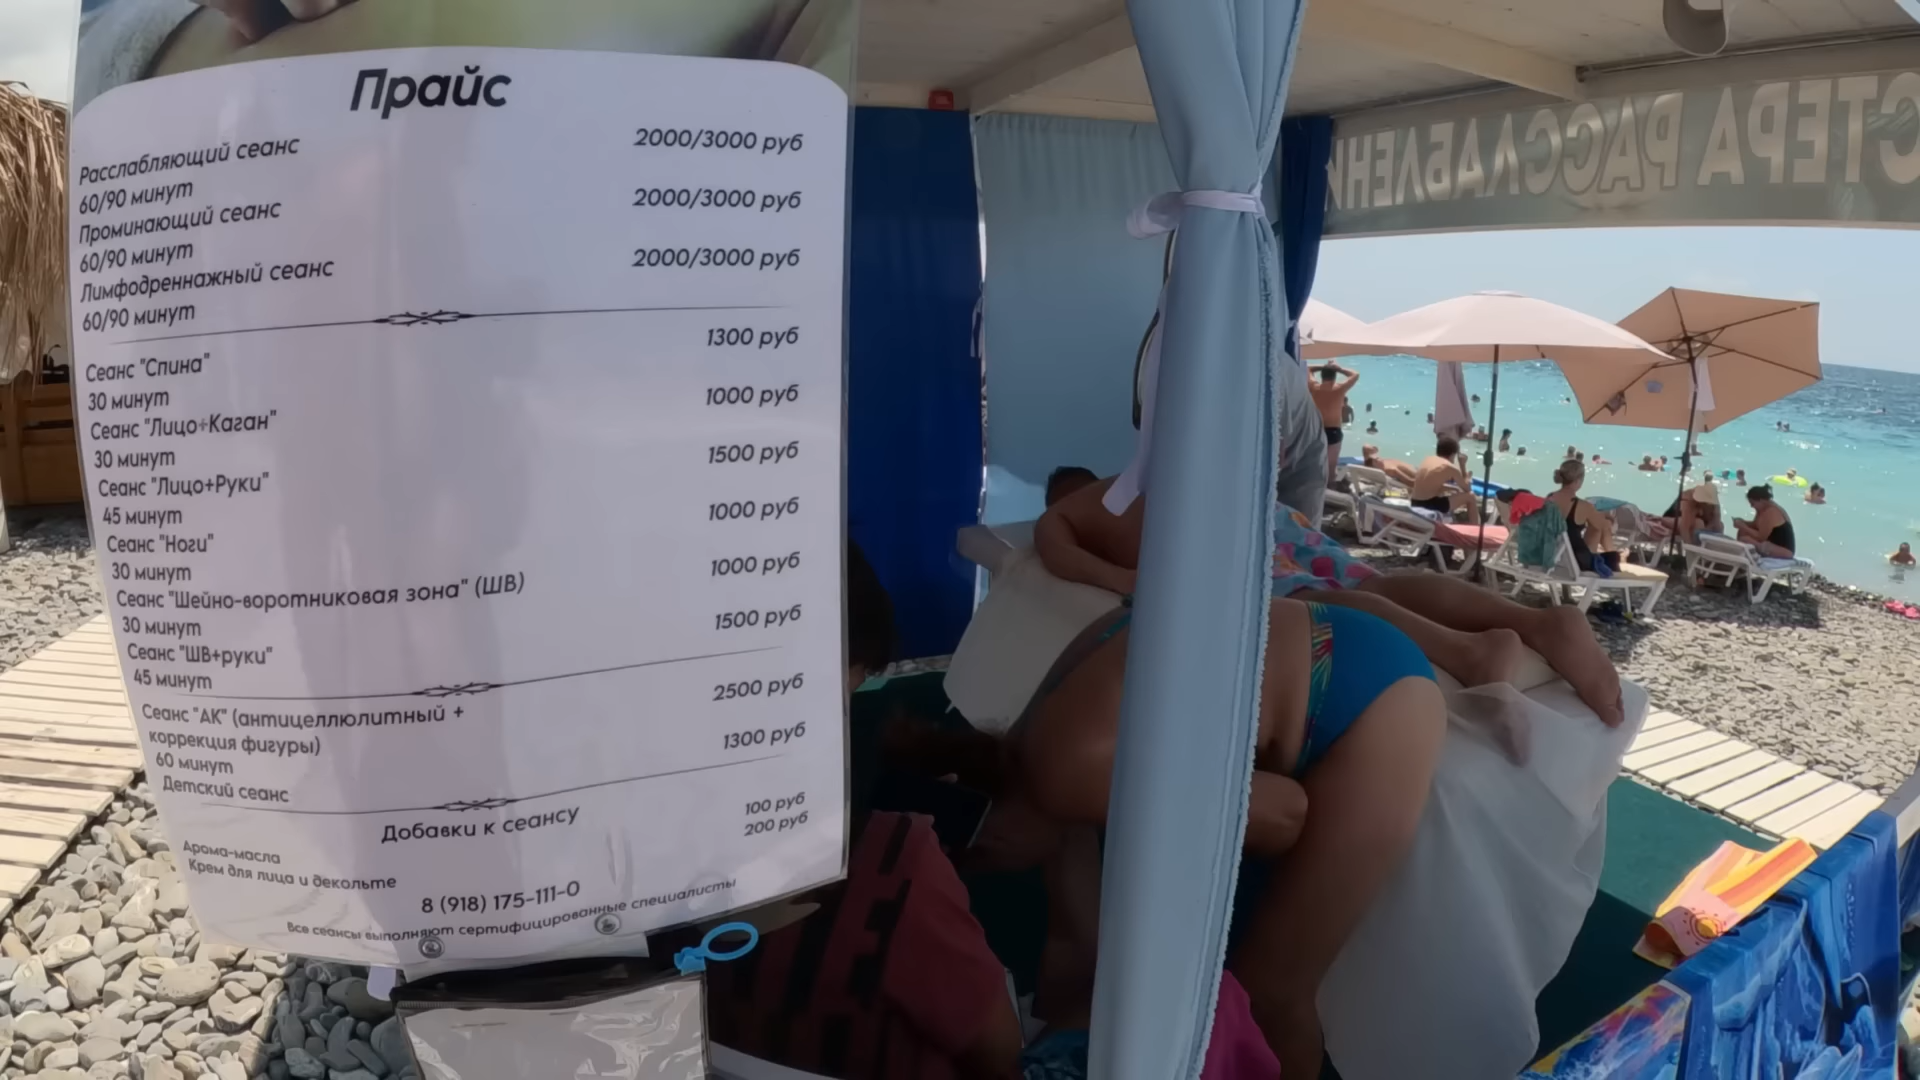 Прайс
Расслабляющий сеанс 2000/3000 руб
60/90 минут
Проминающий сеанс 2000/3000 руб
60/90 минут
Лимфодреннажный сеанс 2000/3000 руб
60/90 минут
Сеанс "Спина" 1300 руб
30 минут
Сеанс "Лицо+Каган" 1000 руб
30 минут
Сеанс "Лицо+Руки" 1500 руб
45 минут
Сеанс "Ноги" 1000 руб
30 минут
Сеанс "Шейно-воротниковая зона" (ШВ) 1000 руб
30 минут
Сеанс "ШВ+руки" 1500 руб
45 минут
Сеанс "АК" (антицеллюлитный + 2500 руб
коррекция фигуры)
60 минут
Детский сеанс 1300 руб
Добавки к сеансу
Арома-масла 100 руб
Крем для лица и декольте 200 руб
8 (918) 175-111-0
Все сеансы выполняют сертифицированные специалисты
СТЕРА РАССЛАБЛЕНИ